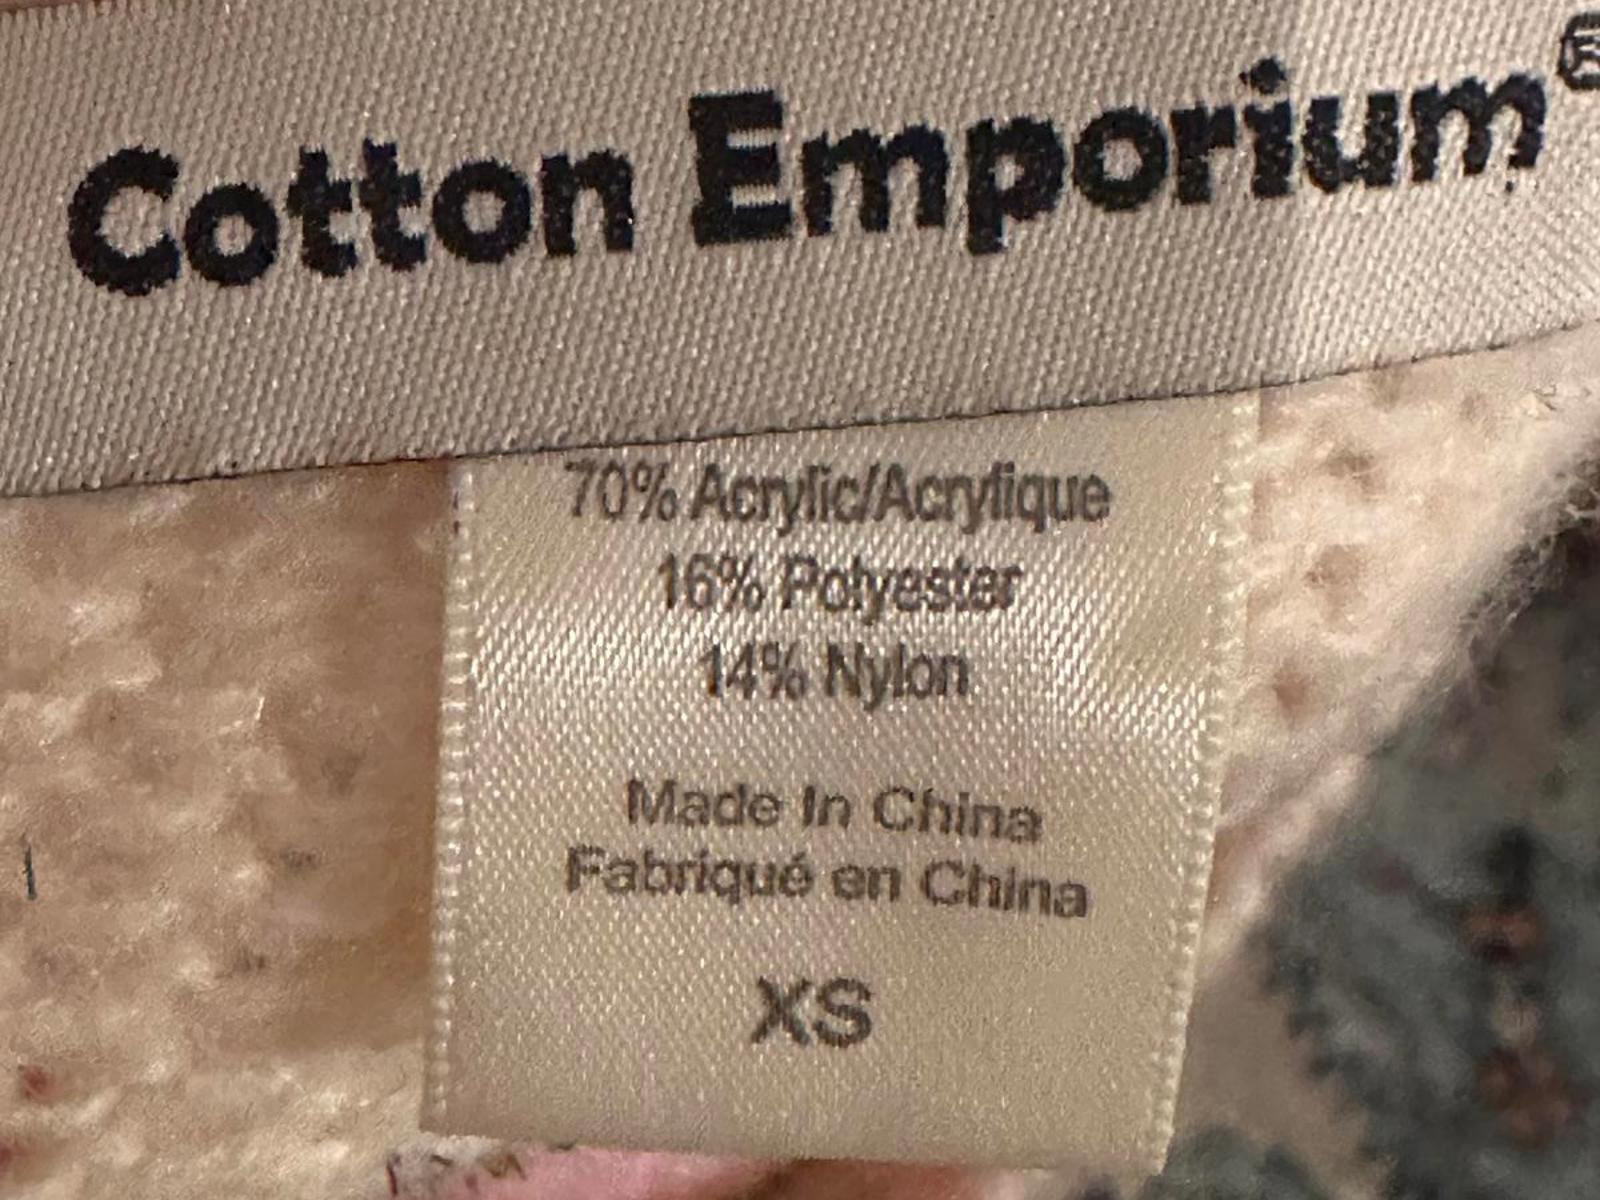 Cotton Emporium®
70% Acrylic/Acrylique
16% Polyester
14% Nylon
Made In China
Fabriqué en China
XS